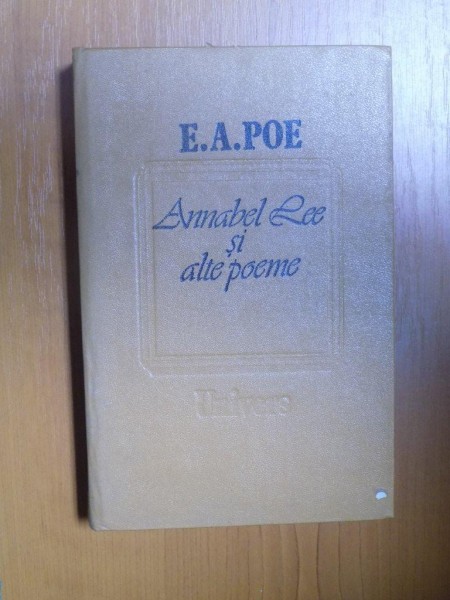 E.A.POE
Annabel Lee
și
alte poeme
Univers